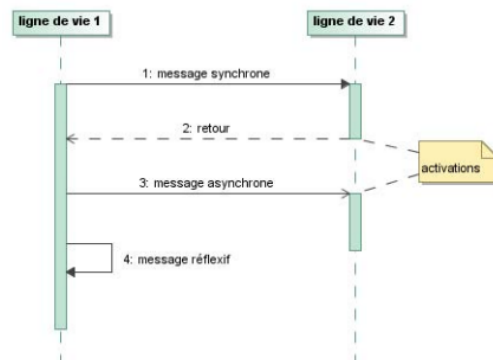 ligne de vie 1
ligne de vie 2
1: message synchrone
2: retour
activations
3: message asynchrone
4: message réflexif